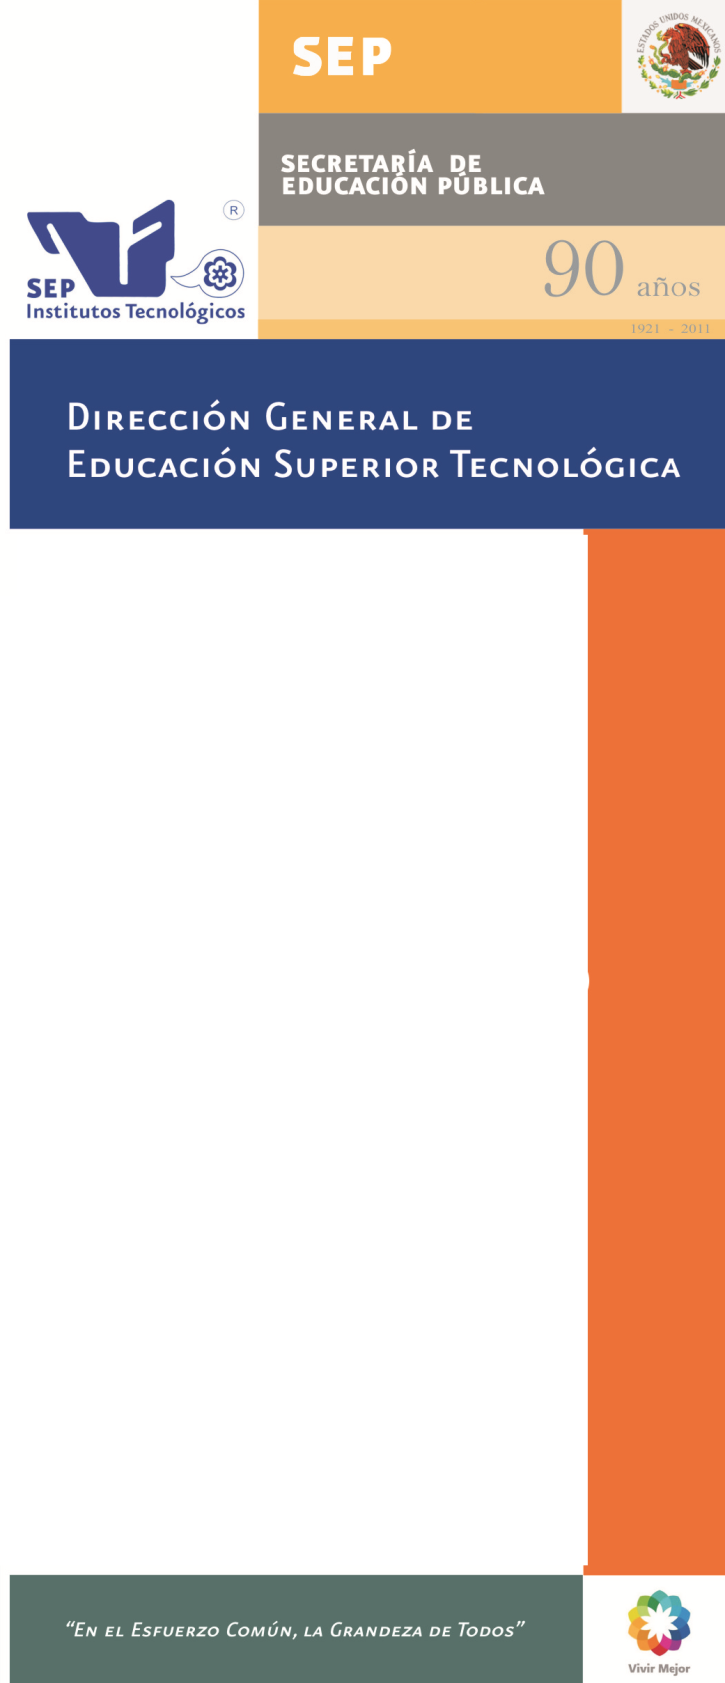 SEP
ESTADOS UNIDOS MEXICANOS
SECRETARÍA DE
EDUCACIÓN PÚBLICA
®
SEP
Institutos Tecnológicos
90 años
1921 - 2011
DIRECCIÓN GENERAL DE
EDUCACIÓN SUPERIOR TECNOLÓGICA
“EN EL ESFUERZO COMÚN, LA GRANDEZA DE TODOS”
Vivir Mejor